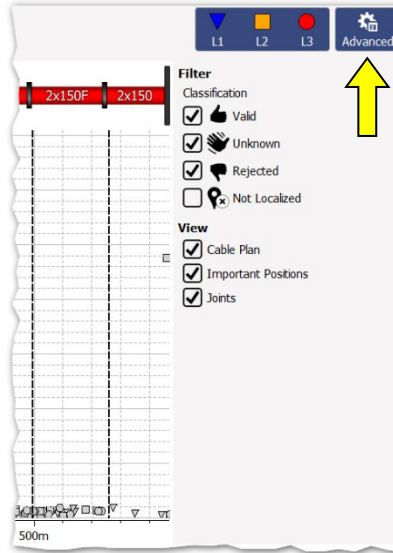 L1 L2 L3 Advanced
Filter
2x150F 2x150
Classification
Valid
Unknown
Rejected
Not Localized
View
Cable Plan
Important Positions
Joints
500m